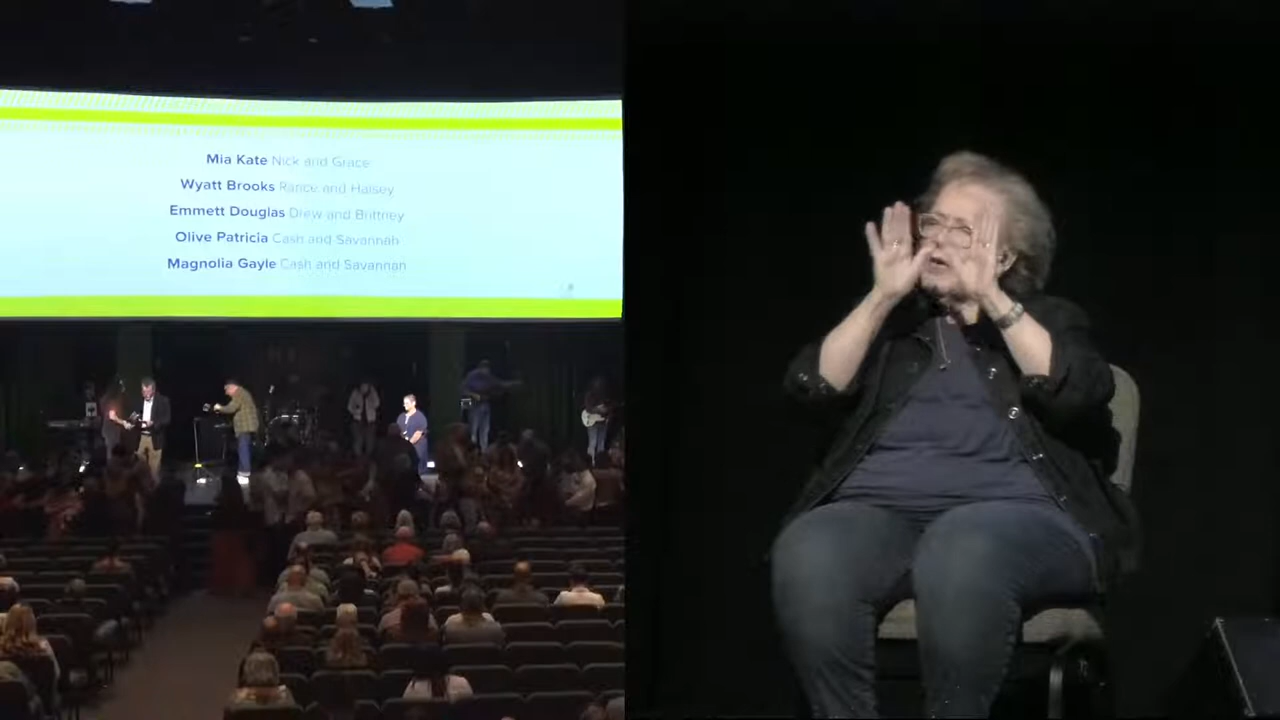 Mia Kate Nick and Grace
Wyatt Brooks Rance and Halsey
Emmett Douglas Drew and Brittney
Olive Patricia Cash and Savannah
Magnolia Gayle Cash and Savannah